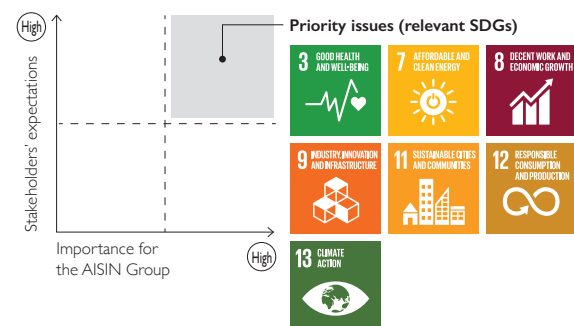 High
Stakeholders' expectations
Importance for
the AISIN Group
High
Priority issues (relevant SDGs)
3 GOOD HEALTH
AND WELL-BEING
7 AFFORDABLE AND
CLEAN ENERGY
8 DECENT WORK AND
ECONOMIC GROWTH
9 INDUSTRY, INNOVATION
AND INFRASTRUCTURE
11 SUSTAINABLE CITIES
AND COMMUNITIES
12 RESPONSIBLE
CONSUMPTION
AND PRODUCTION
13 CLIMATE
ACTION